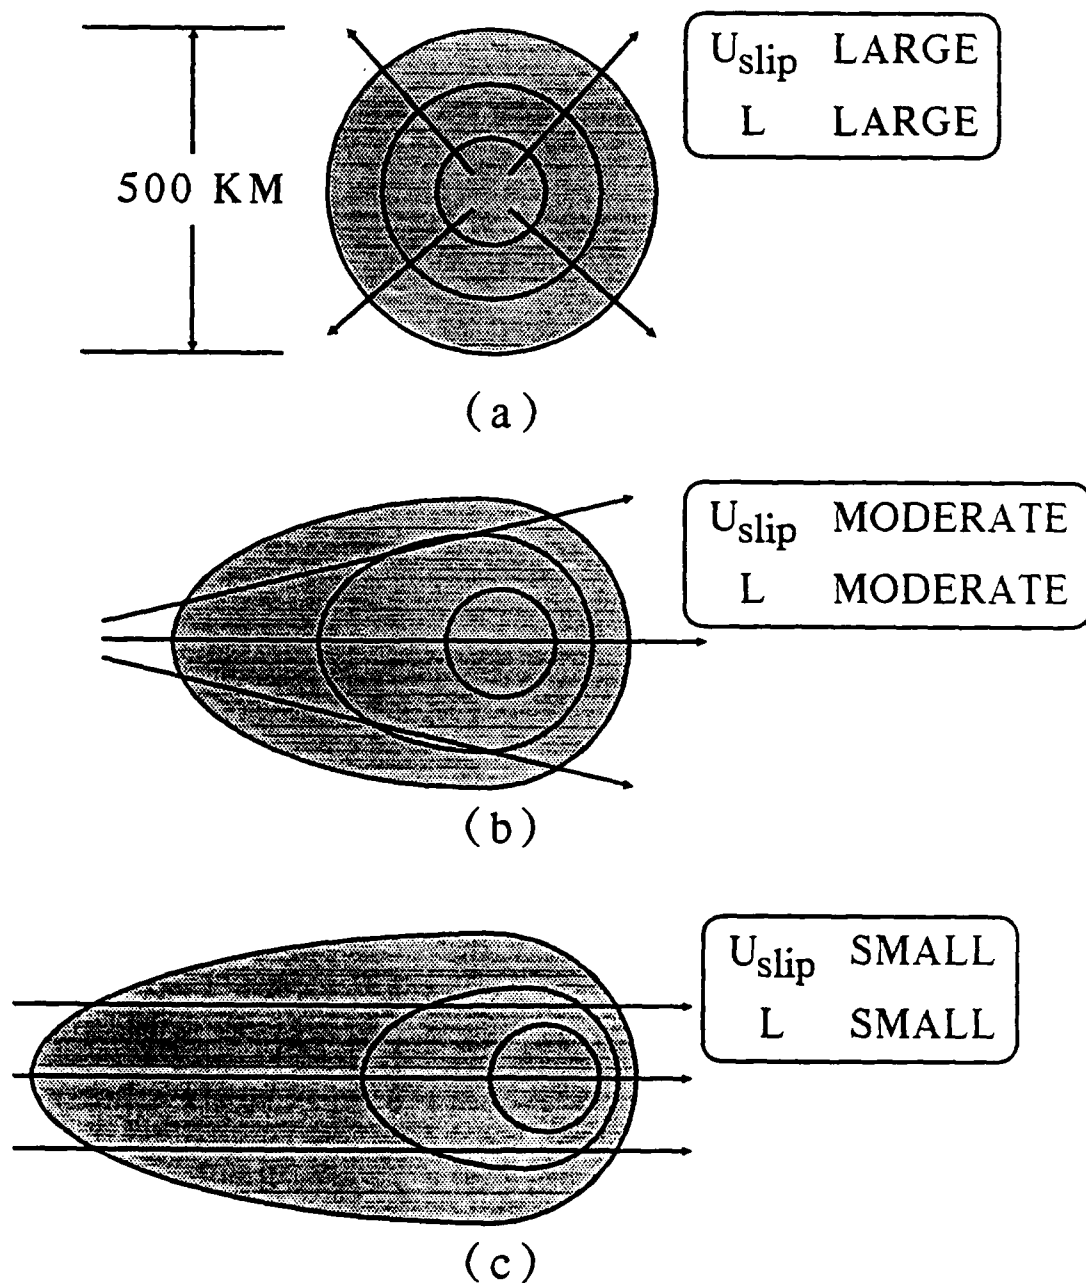 U_slip LARGE
L LARGE
500 KM
(a)
U_slip MODERATE
L MODERATE
(b)
U_slip SMALL
L SMALL
(c)